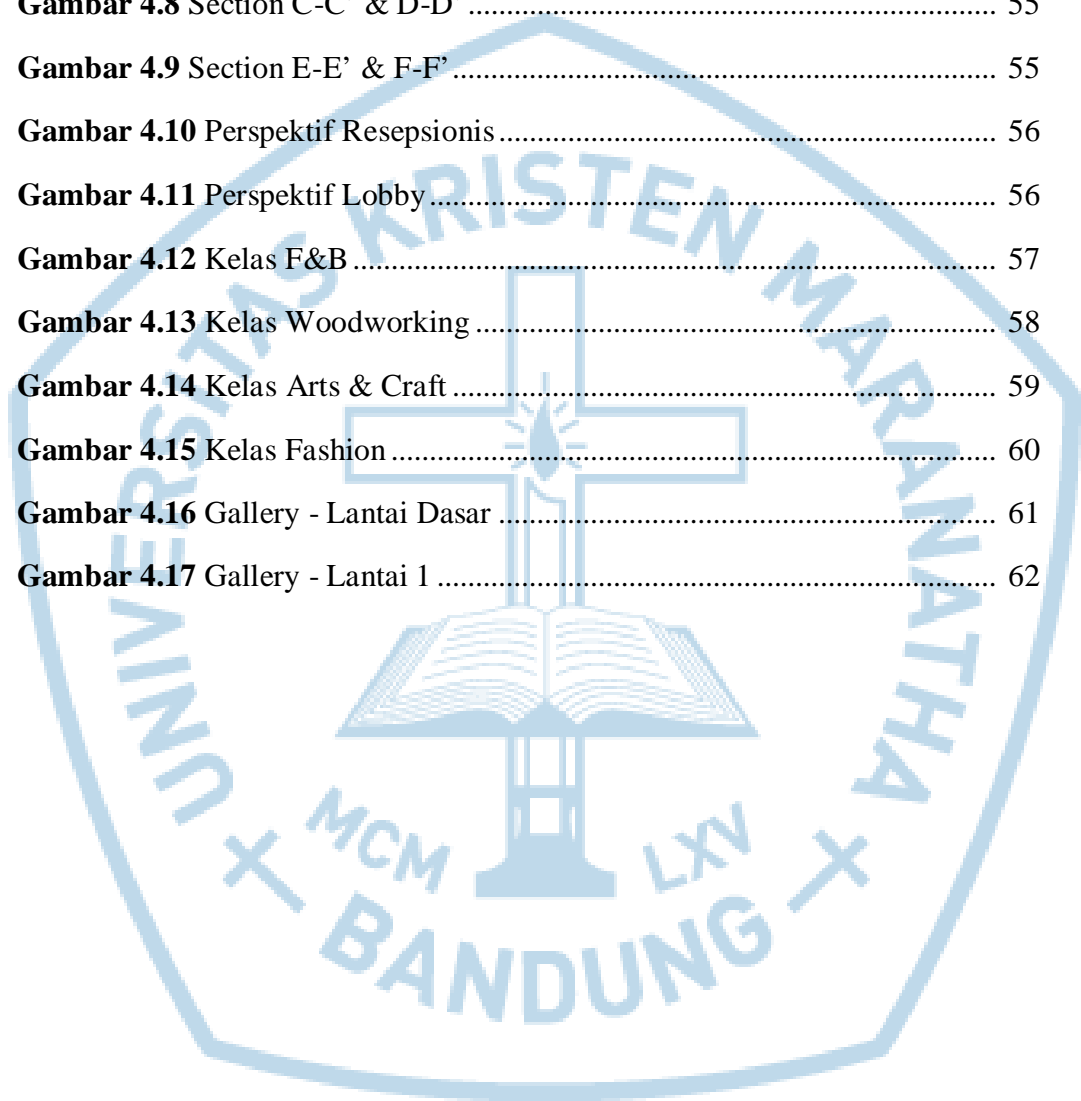 Gambar 4.8 Section C-C’ & D-D’ ........................................................................ 55
Gambar 4.9 Section E-E’ & F-F’......................................................................... 55
Gambar 4.10 Perspektif Resepsionis ................................................................... 56
Gambar 4.11 Perspektif Lobby............................................................................ 56
Gambar 4.12 Kelas F&B ..................................................................................... 57
Gambar 4.13 Kelas Woodworking ...................................................................... 58
Gambar 4.14 Kelas Arts & Craft ......................................................................... 59
Gambar 4.15 Kelas Fashion ................................................................................ 60
Gambar 4.16 Gallery - Lantai Dasar ................................................................... 61
Gambar 4.17 Gallery - Lantai 1 ........................................................................... 62
UNIVERSITAS KRISTEN MARANATHA
MCM LXV
BANDUNG